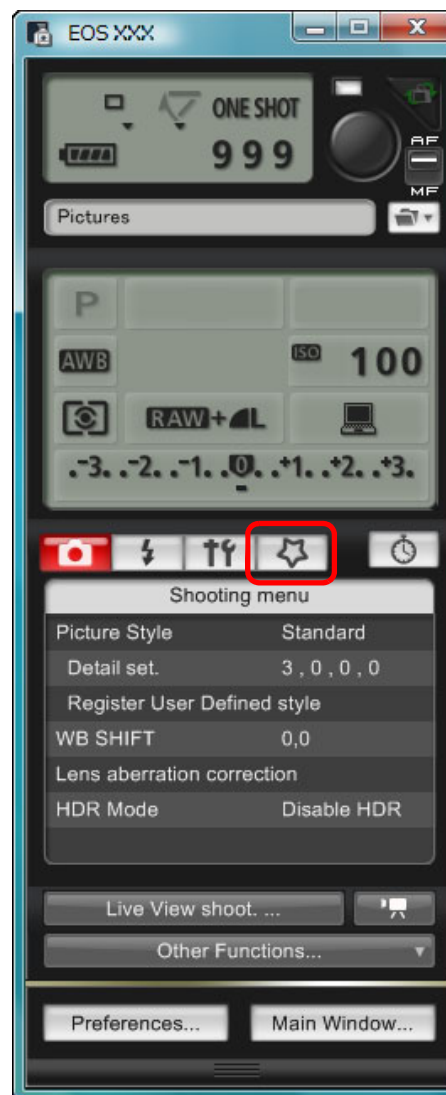 EOS XXX
ONE SHOT
999
AF
MF
Pictures
P
AWB
ISO 100
RAW+L
.-3. .-2. .-1. .0. .+1. .+2. .+3.
Shooting menu
Picture Style Standard
Detail set. 3 , 0 , 0 , 0
Register User Defined style
WB SHIFT 0,0
Lens aberration correction
HDR Mode Disable HDR
Live View shoot. ...
Other Functions...
Preferences... Main Window...